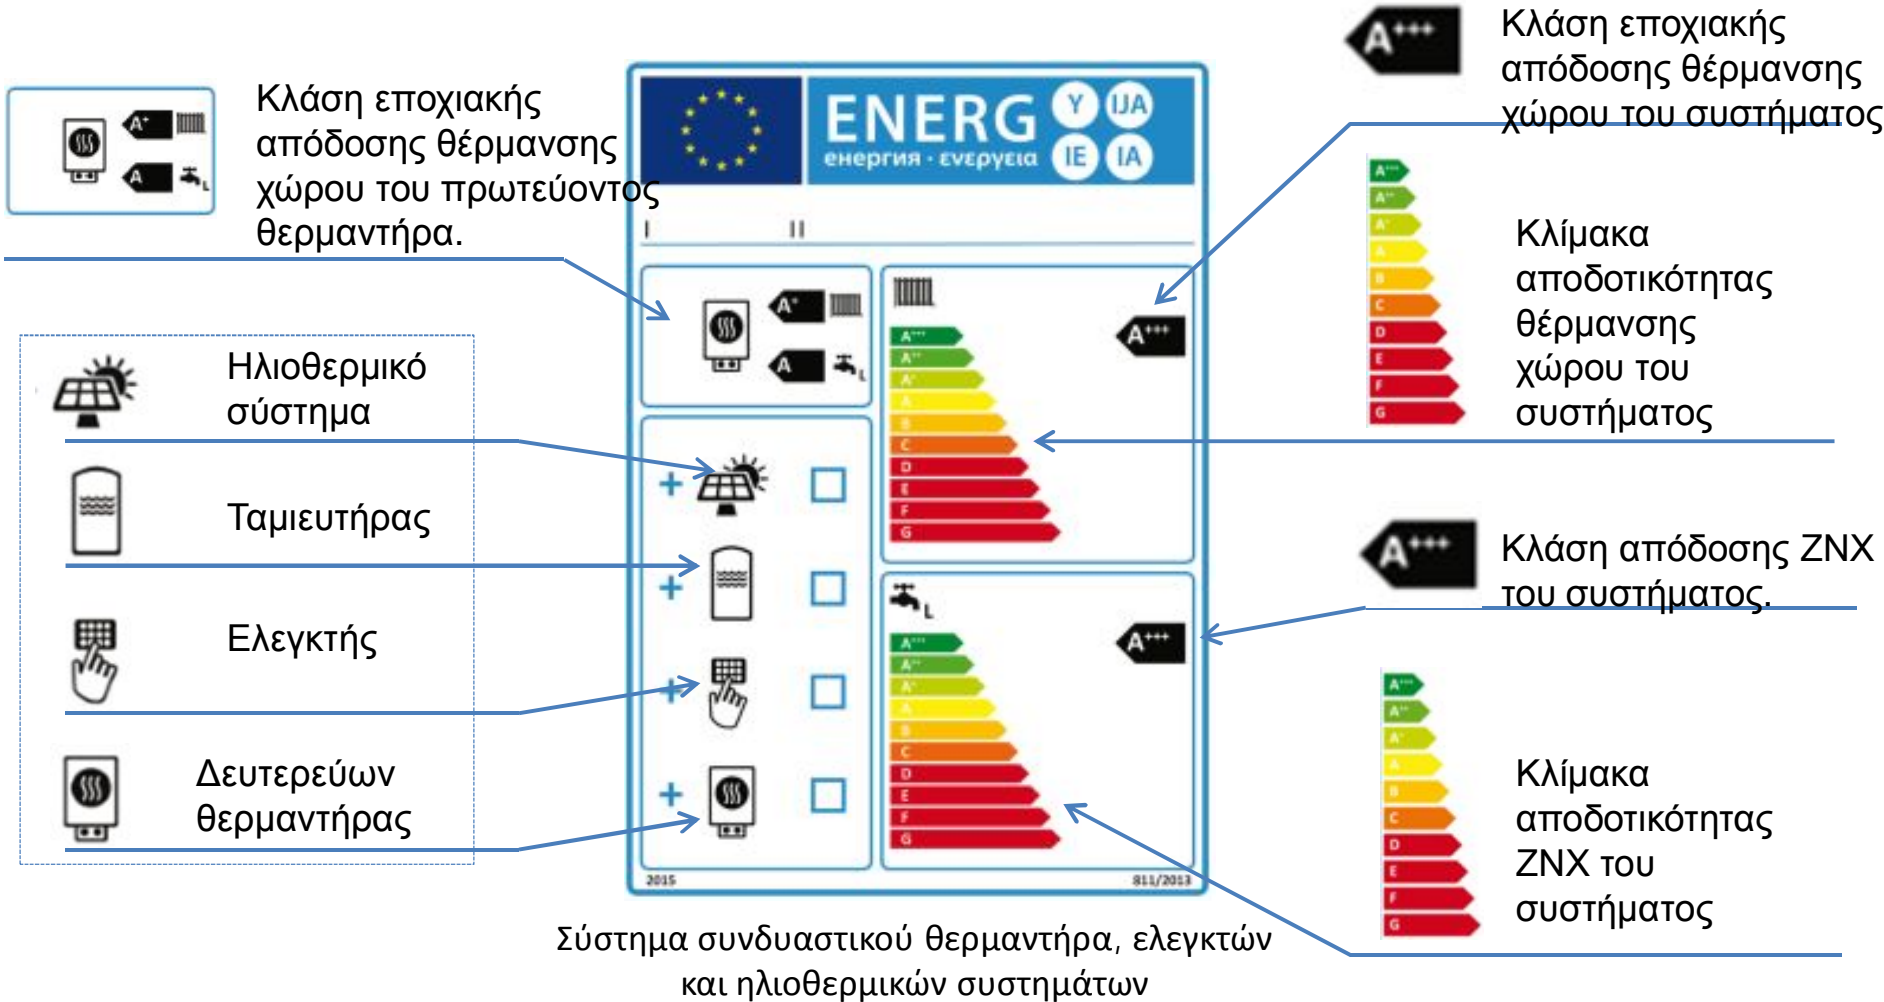 Κλάση εποχιακής
απόδοσης θέρμανσης
χώρου του πρωτεύοντος
θερμαντήρα.
A+
A
Ηλιοθερμικό
σύστημα
Ταμιευτήρας
Ελεγκτής
Δευτερεύων
θερμαντήρας
ENERG
Y IJA
IE IA
енергия · ενεργεια
I II
A+
A
L
A+++
A++
A+
A
B
C
D
E
F
G
A+++
L
A+++
A++
A+
A
B
C
D
E
F
G
A+++
2015 811/2013
A+++
Κλάση εποχιακής
απόδοσης θέρμανσης
χώρου του συστήματος
A+++
A++
A+
A
B
C
D
E
F
G
Κλίμακα
αποδοτικότητας
θέρμανσης
χώρου του
συστήματος
A+++
Κλάση απόδοσης ΖΝΧ
του συστήματος.
A+++
A++
A+
A
B
C
D
E
F
G
Κλίμακα
αποδοτικότητας
ΖΝΧ του
συστήματος
Σύστημα συνδυαστικού θερμαντήρα, ελεγκτών
και ηλιοθερμικών συστημάτων